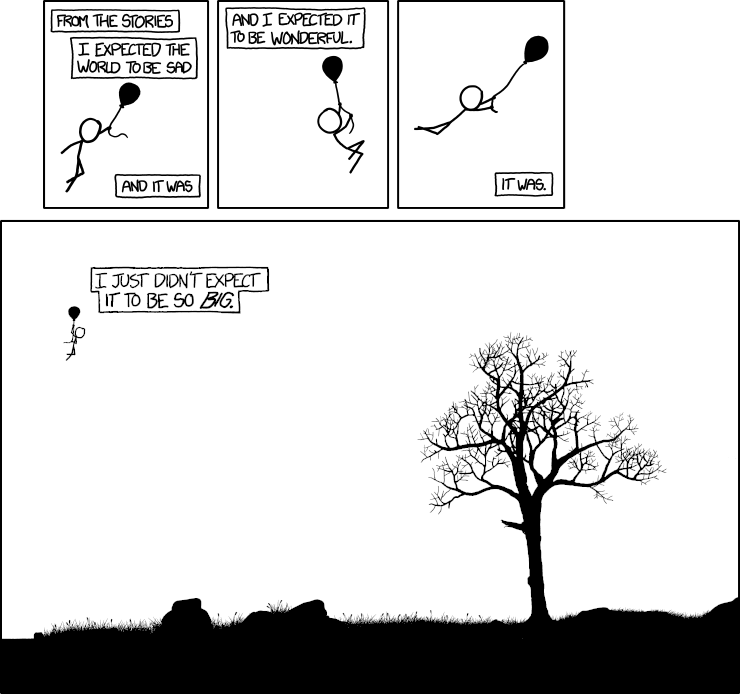 FROM THE STORIES
I EXPECTED THE
WORLD TO BE SAD
AND IT WAS
AND I EXPECTED IT
TO BE WONDERFUL.
IT WAS.
I JUST DIDN'T EXPECT
IT TO BE SO BIG.